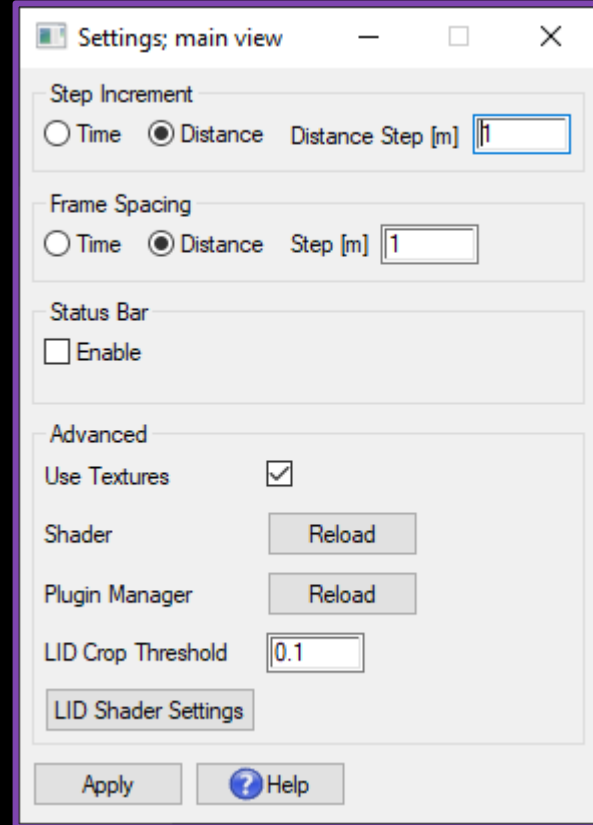 Settings; main view
Step Increment
Time Distance Distance Step [m] 1
Frame Spacing
Time Distance Step [m] 1
Status Bar
Enable
Advanced
Use Textures
Shader Reload
Plugin Manager Reload
LID Crop Threshold 0.1
LID Shader Settings
Apply ? Help